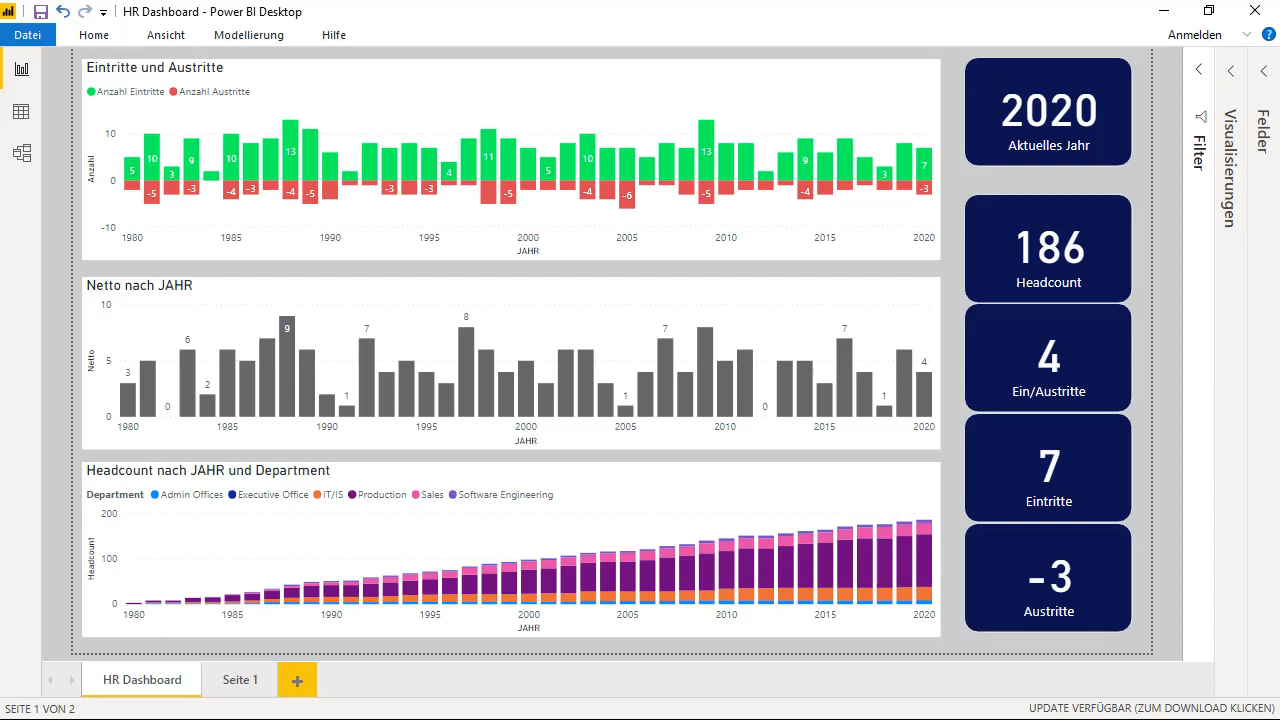 HR Dashboard - Power BI Desktop
Datei Home Ansicht Modellierung Hilfe Anmelden
Eintritte und Austritte
Anzahl Eintritte Anzahl Austritte
Anzahl
10
0
-10
5 10 3 9 10 13 4 11 5 10 13 9 3 7
-5 -3 -4 -3 -4 -5 -3 -3 -5 -4 -6 -5 -4 -3
1980 1985 1990 1995 2000 2005 2010 2015 2020
JAHR
Netto nach JAHR
Netto
10
5
0
3 0 6 2 9 1 7 8 1 7 0 7 1 4
1980 1985 1990 1995 2000 2005 2010 2015 2020
JAHR
Headcount nach JAHR und Department
Department Admin Offices Executive Office IT/IS Production Sales Software Engineering
Headcount
200
100
0
1980 1985 1990 1995 2000 2005 2010 2015 2020
JAHR
2020
Aktuelles Jahr
186
Headcount
4
Ein/Austritte
7
Eintritte
-3
Austritte
Filter
Visualisierungen
Felder
HR Dashboard Seite 1
SEITE 1 VON 2
UPDATE VERFÜGBAR (ZUM DOWNLOAD KLICKEN)